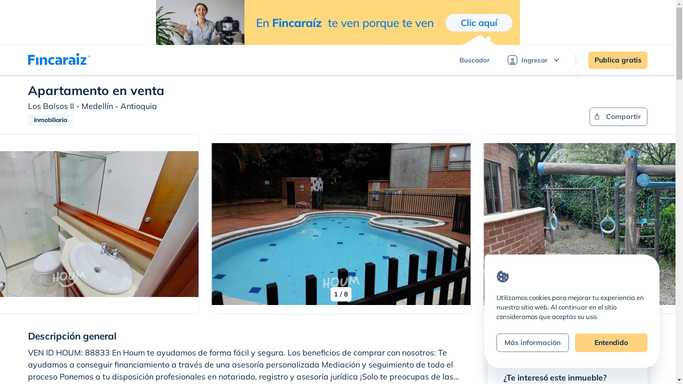 En Fincaraíz te ven porque te ven
Clic aquí
Fincaraiz
Buscador
Ingresar
Publica gratis
Apartamento en venta
Los Balsos II - Medellín - Antioquia
Inmobiliaria
Compartir
HOUM
HOUM
1 / 8
Utilizamos cookies para mejorar tu experiencia en
nuestro sitio web. Al continuar en el sitio
consideramos que aceptas su uso.
Más información
Entendido
Descripción general
VEN ID HOUM: 88833 En Houm te ayudamos de forma fácil y segura. Los beneficios de comprar con nosotros: Te
ayudamos a conseguir financiamiento a través de una asesoría personalizada Mediación y seguimiento de todo el
proceso Ponemos a tu disposición profesionales en notariado, registro y asesoría jurídica ¡Solo te preocupas de las...
¿Te interesó este inmueble?